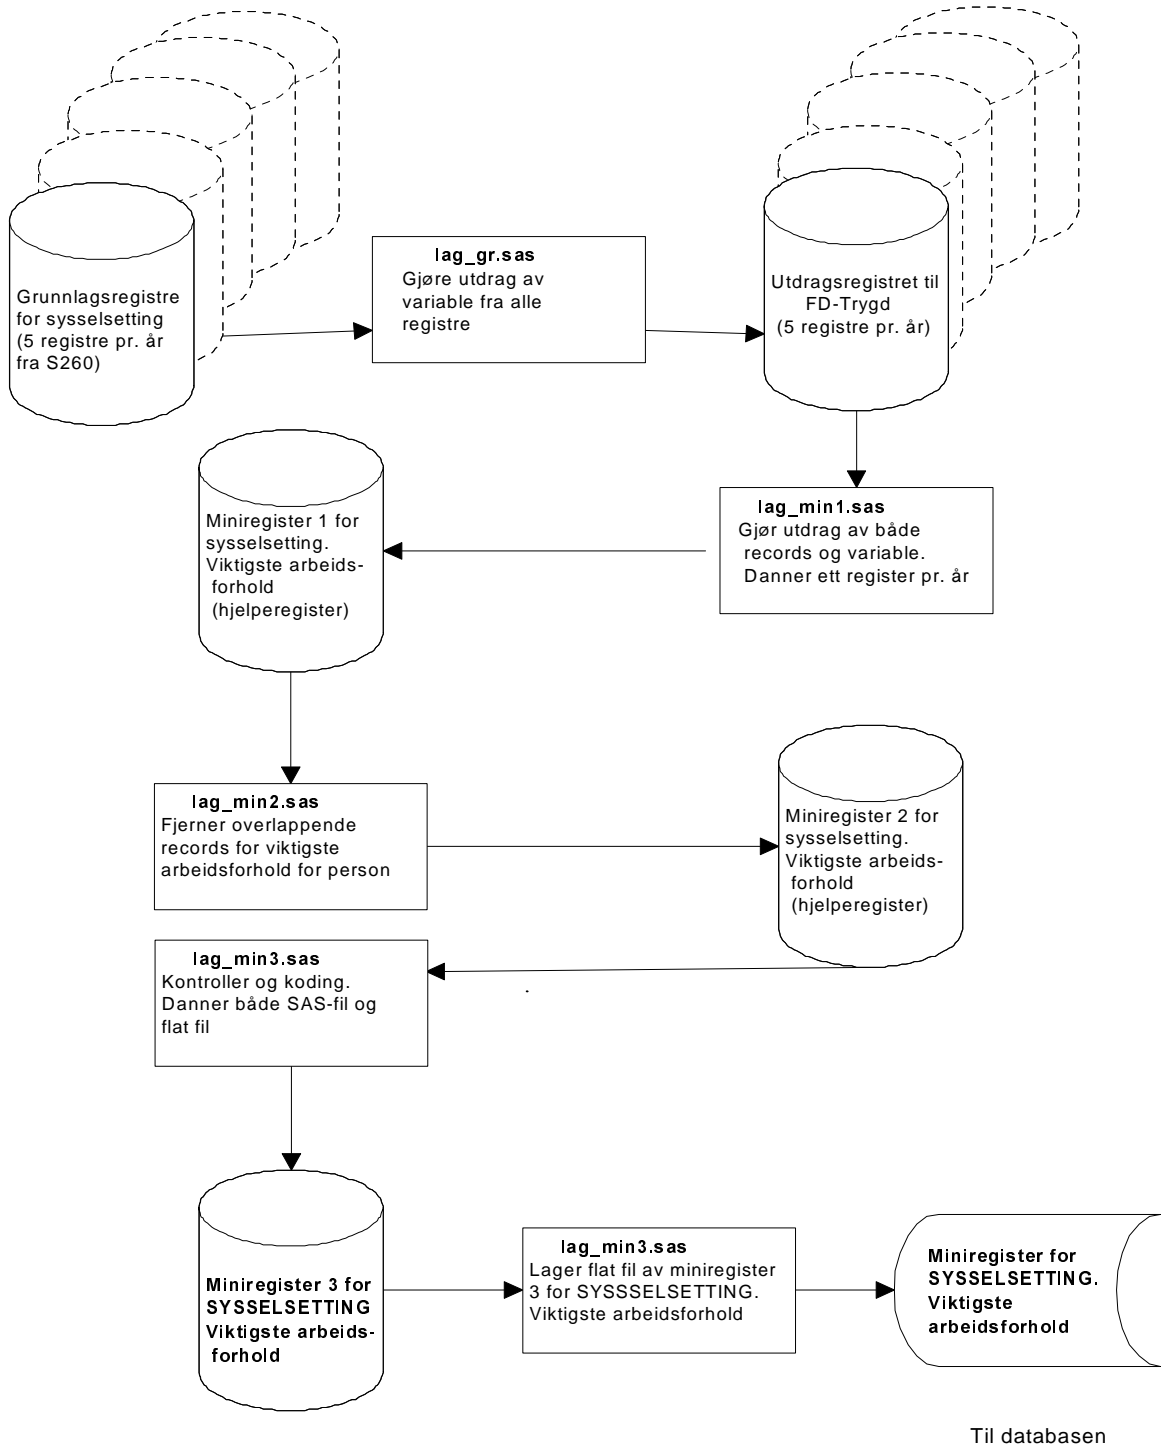 Grunnlagsregistre
for sysselsetting
(5 registre pr. år
fra S260)
lag_gr.sas
Gjøre utdrag av
variable fra alle
registre
Utdragsregistret til
FD-Trygd
(5 registre pr. år)
Miniregister 1 for
sysselsetting.
Viktigste arbeids-
forhold
(hjelperegister)
lag_min1.sas
Gjør utdrag av både
records og variable.
Danner ett register pr. år
lag_min2.sas
Fjerner overlappende
records for viktigste
arbeidsforhold for person
Miniregister 2 for
sysselsetting.
Viktigste arbeids-
forhold
(hjelperegister)
lag_min3.sas
Kontroller og koding.
Danner både SAS-fil og
flat fil
Miniregister 3 for
SYSSELSETTING
Viktigste arbeids-
forhold
lag_min3.sas
Lager flat fil av miniregister
3 for SYSSSELSETTING.
Viktigste arbeidsforhold
Miniregister for
SYSSELSETTING.
Viktigste
arbeidsforhold
Til databasen